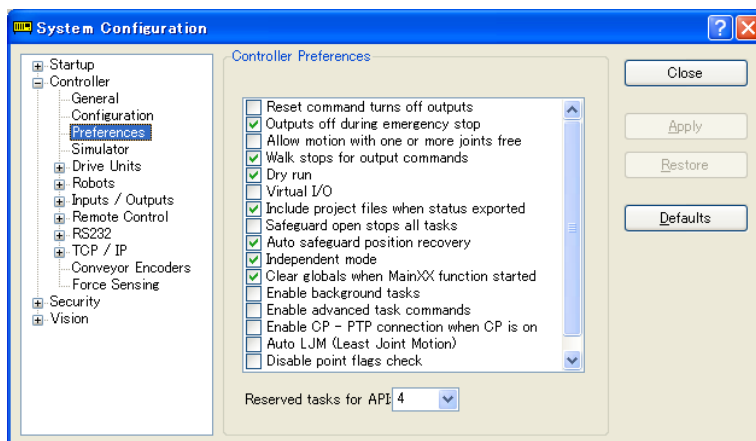 System Configuration
Startup
Controller
General
Configuration
Preferences
Simulator
Drive Units
Robots
Inputs / Outputs
Remote Control
RS232
TCP / IP
Conveyor Encoders
Force Sensing
Security
Vision
Controller Preferences
Reset command turns off outputs
Outputs off during emergency stop
Allow motion with one or more joints free
Walk stops for output commands
Dry run
Virtual I/O
Include project files when status exported
Safeguard open stops all tasks
Auto safeguard position recovery
Independent mode
Clear globals when MainXX function started
Enable background tasks
Enable advanced task commands
Enable CP - PTP connection when CP is on
Auto LJM (Least Joint Motion)
Disable point flags check
Reserved tasks for API: 4
Close
Apply
Restore
Defaults